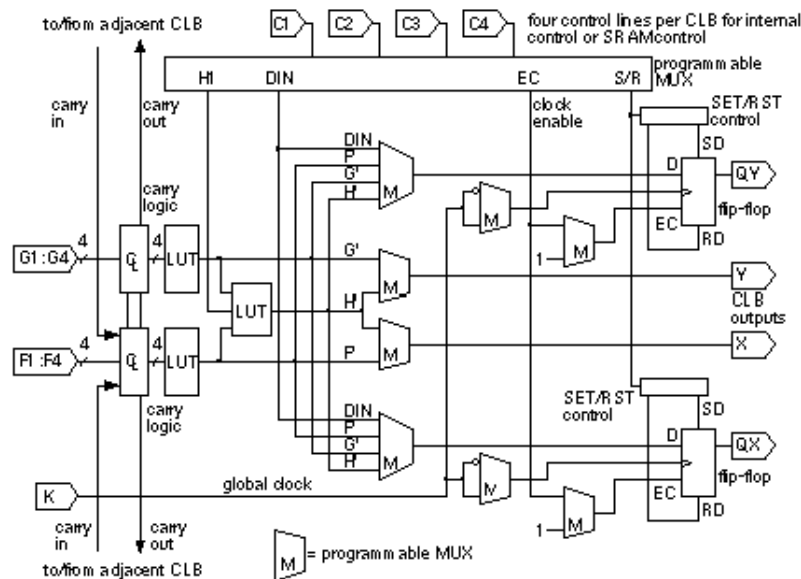 to/from adjacent CLB
C1
C2
C3
C4
four control lines per CLB for internal
control or SRAMcontrol
H1
DIN
EC
S/R
programmable
MUX
carry
in
carry
out
clock
enable
SET/RST
control
DIN
P
G'
H'
M
SD
D
QY
flip-flop
EC
RD
M
1
M
carry
logic
G1:G4
4
CL
4
LUT
G'
M
Y
CLB
outputs
LUT
H'
F1:F4
4
CL
4
LUT
P
M
X
carry
logic
SET/RST
control
DIN
P
G'
H'
M
SD
D
QX
flip-flop
EC
RD
M
1
M
K
global clock
carry
in
carry
out
M
= programmable MUX
to/from adjacent CLB